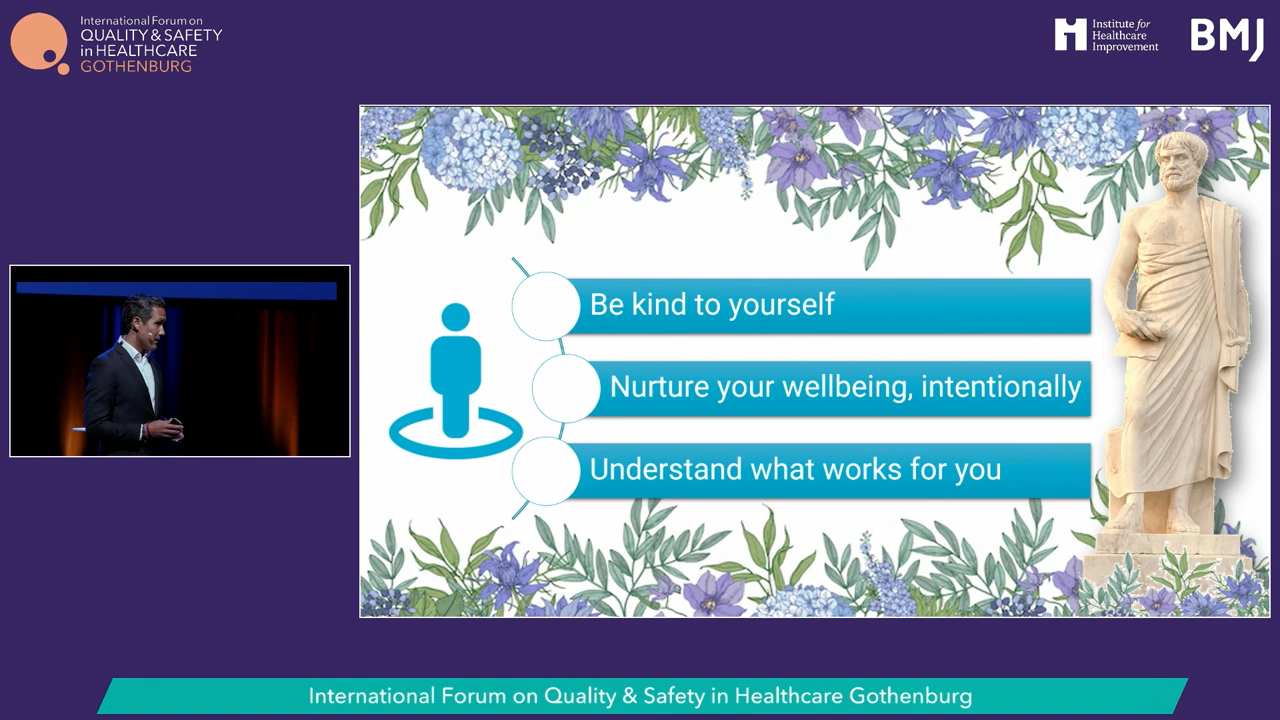 International Forum on
QUALITY & SAFETY
in HEALTHCARE
GOTHENBURG
Institute for
Healthcare
Improvement
BMJ
Be kind to yourself
Nurture your wellbeing, intentionally
Understand what works for you
International Forum on Quality & Safety in Healthcare Gothenburg